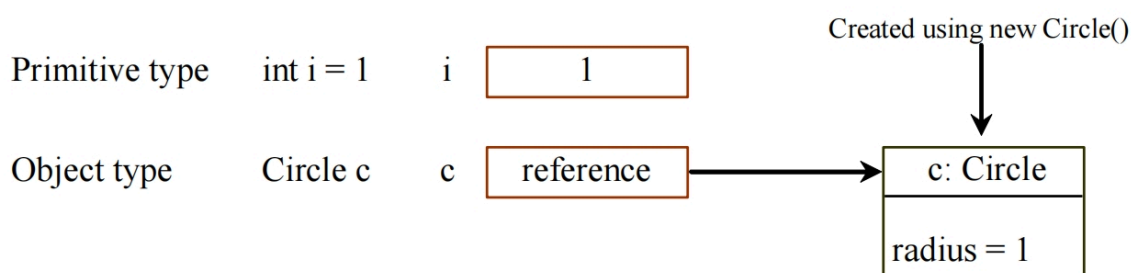 Created using new Circle()
Primitive type int i = 1 i 1
Object type Circle c c reference c: Circle
radius = 1